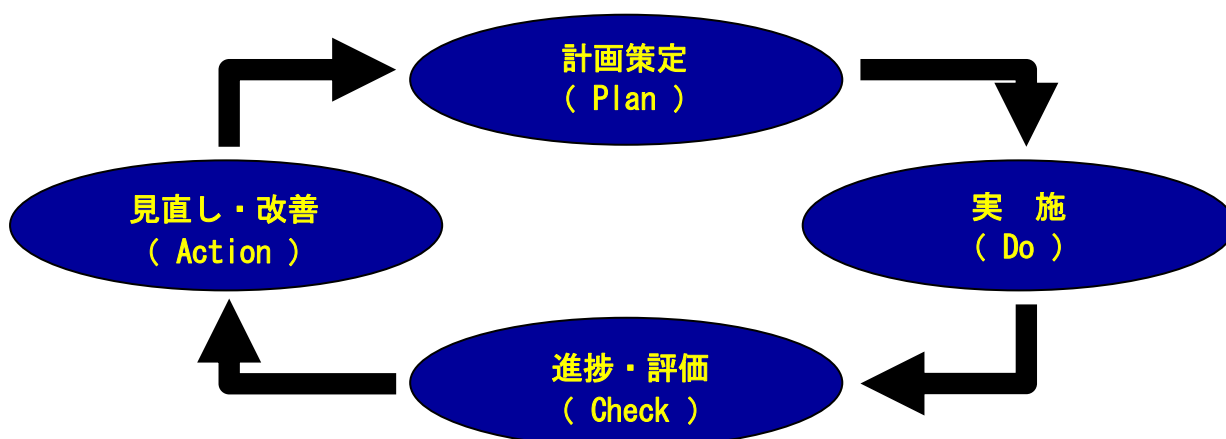 計画策定
( Plan )
見直し・改善
( Action )
実　施
( Do )
進捗・評価
( Check )